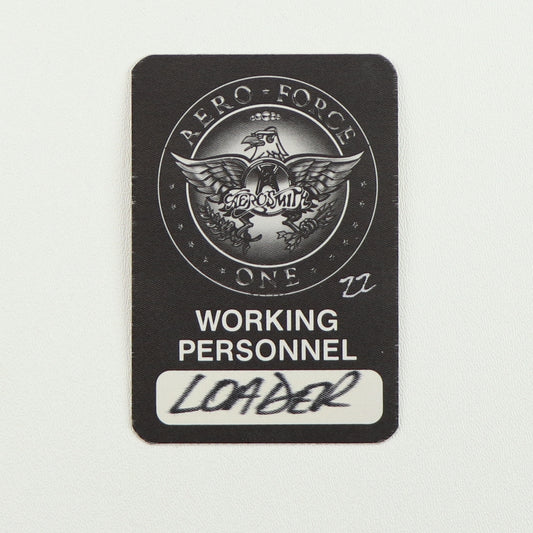 AERO - FORCE
AEROSMITH
ONE
22
WORKING
PERSONNEL
LOADER